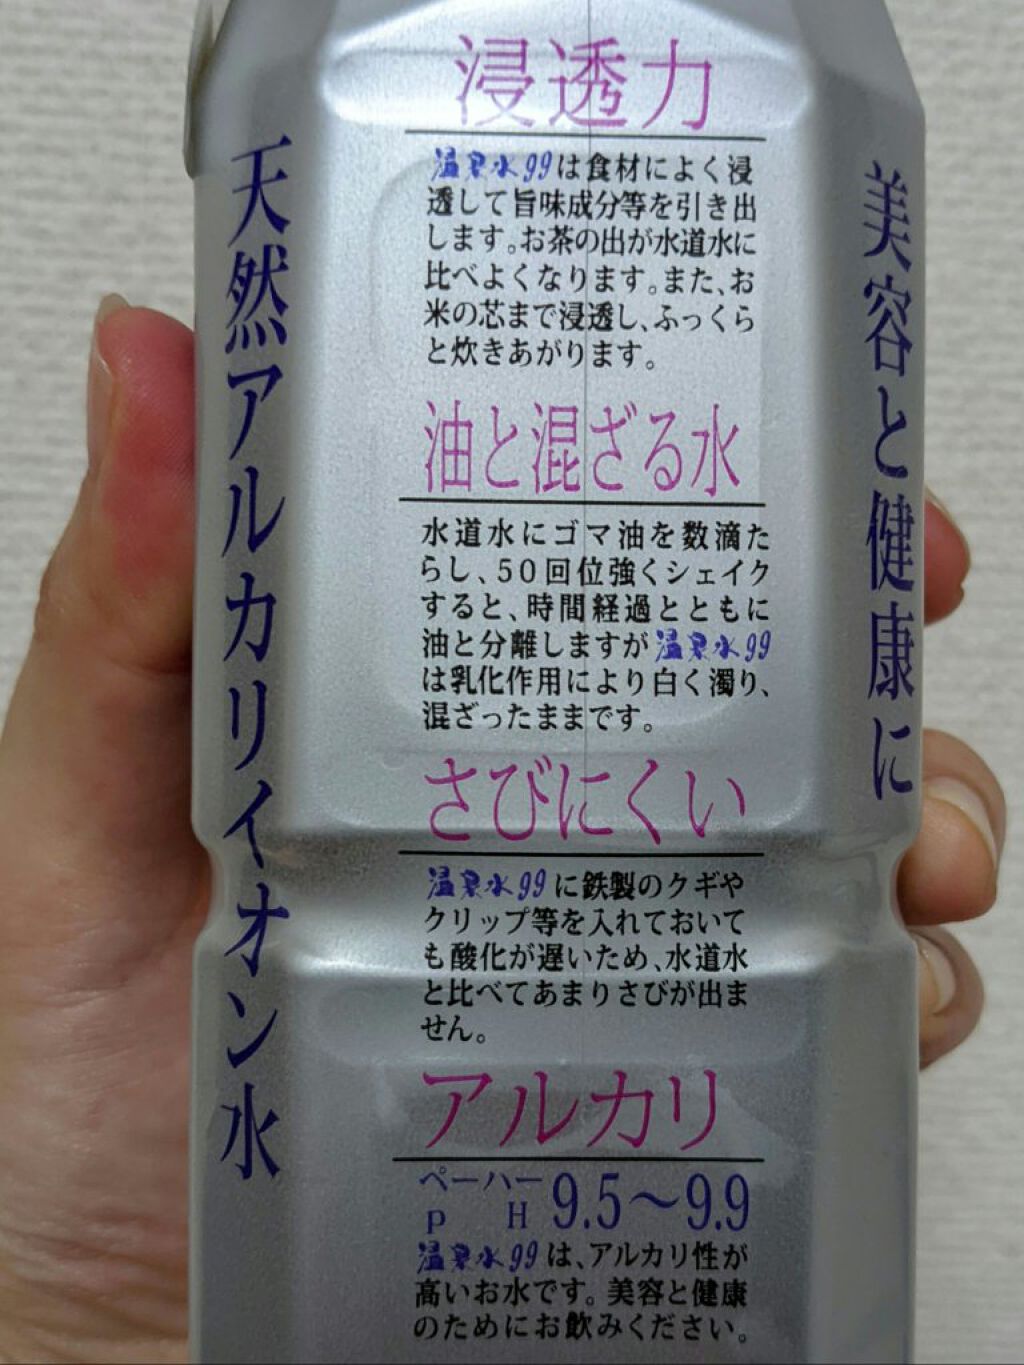 天然アルカリイオン水
浸透力
温泉水99は食材によく浸
透して旨味成分等を引き出
します。お茶の出が水道水に
比べよくなります。また、お
米の芯まで浸透し、ふっくら
と炊きあがります。
油と混ざる水
水道水にゴマ油を数滴た
らし、50回位強くシェイク
すると、時間経過とともに
油と分離しますが温泉水99
は乳化作用により白く濁り、
混ざったままです。
さびにくい
温泉水99に鉄製のクギや
クリップ等を入れておいて
も酸化が遅いため、水道水
と比べてあまりさびが出ま
せん。
アルカリ
ペーハー
pH 9.5〜9.9
温泉水99は、アルカリ性が
高いお水です。美容と健康
のためにお飲みください。
美容と健康に